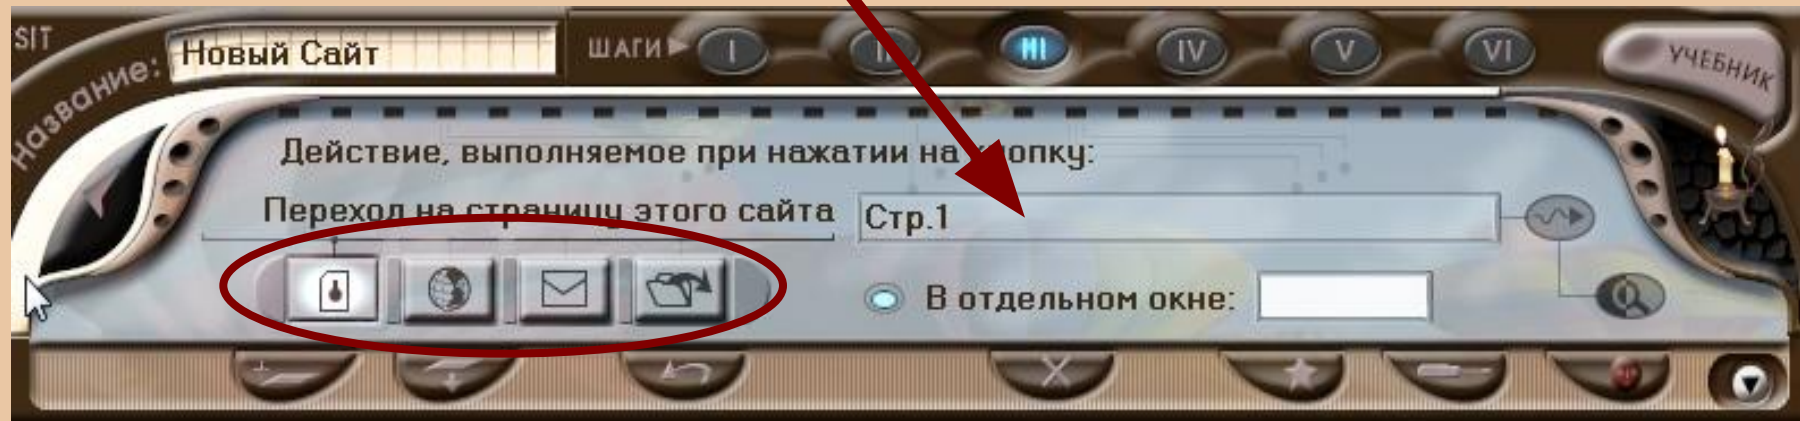 SIT
Название:
Новый Сайт
ШАГИ
I
II
III
IV
V
VI
УЧЕБНИК
Действие, выполняемое при нажатии на кнопку:
Переход на страницу этого сайта
Стр.1
В отдельном окне: